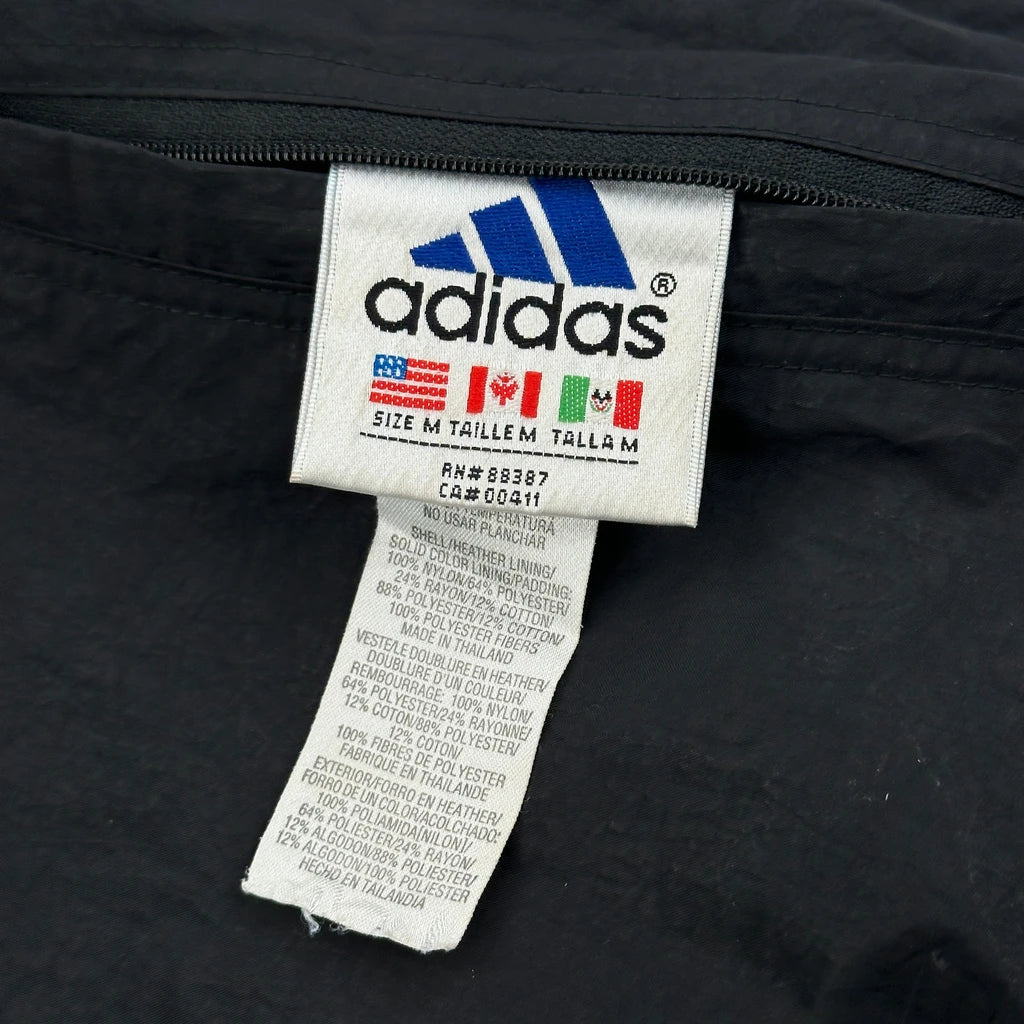 adidas®
SIZE M TAILLE M TALLA M
RN#88387
CA#00411
TEMPERATURA
NO USAR PLANCHAR
SHELL/HEATHER LINING/
SOLID COLOR LINING/PADDING:
100% NYLON/64% POLYESTER/
24% RAYON/12% COTTON/
88% POLYESTER/12% COTTON/
100% POLYESTER FIBERS
MADE IN THAILAND
VESTE/LE DOUBLURE EN HEATHER/
DOUBLURE D'UN COULEUR/
REMBOURRAGE: 100% NYLON/
64% POLYESTER/24% RAYONNE/
12% COTON/88% POLYESTER/
12% COTON/
100% FIBRES DE POLYESTER
FABRIQUE EN THAILANDE
EXTERIOR/FORRO EN HEATHER/
FORRO DE UN COLOR/ACOLCHADO:
100% POLIAMIDA(NILON)/
64% POLIESTER/24% RAYON/
12% ALGODON/88% POLIESTER/
12% ALGODON/100% POLIESTER
HECHO EN TAILANDIA